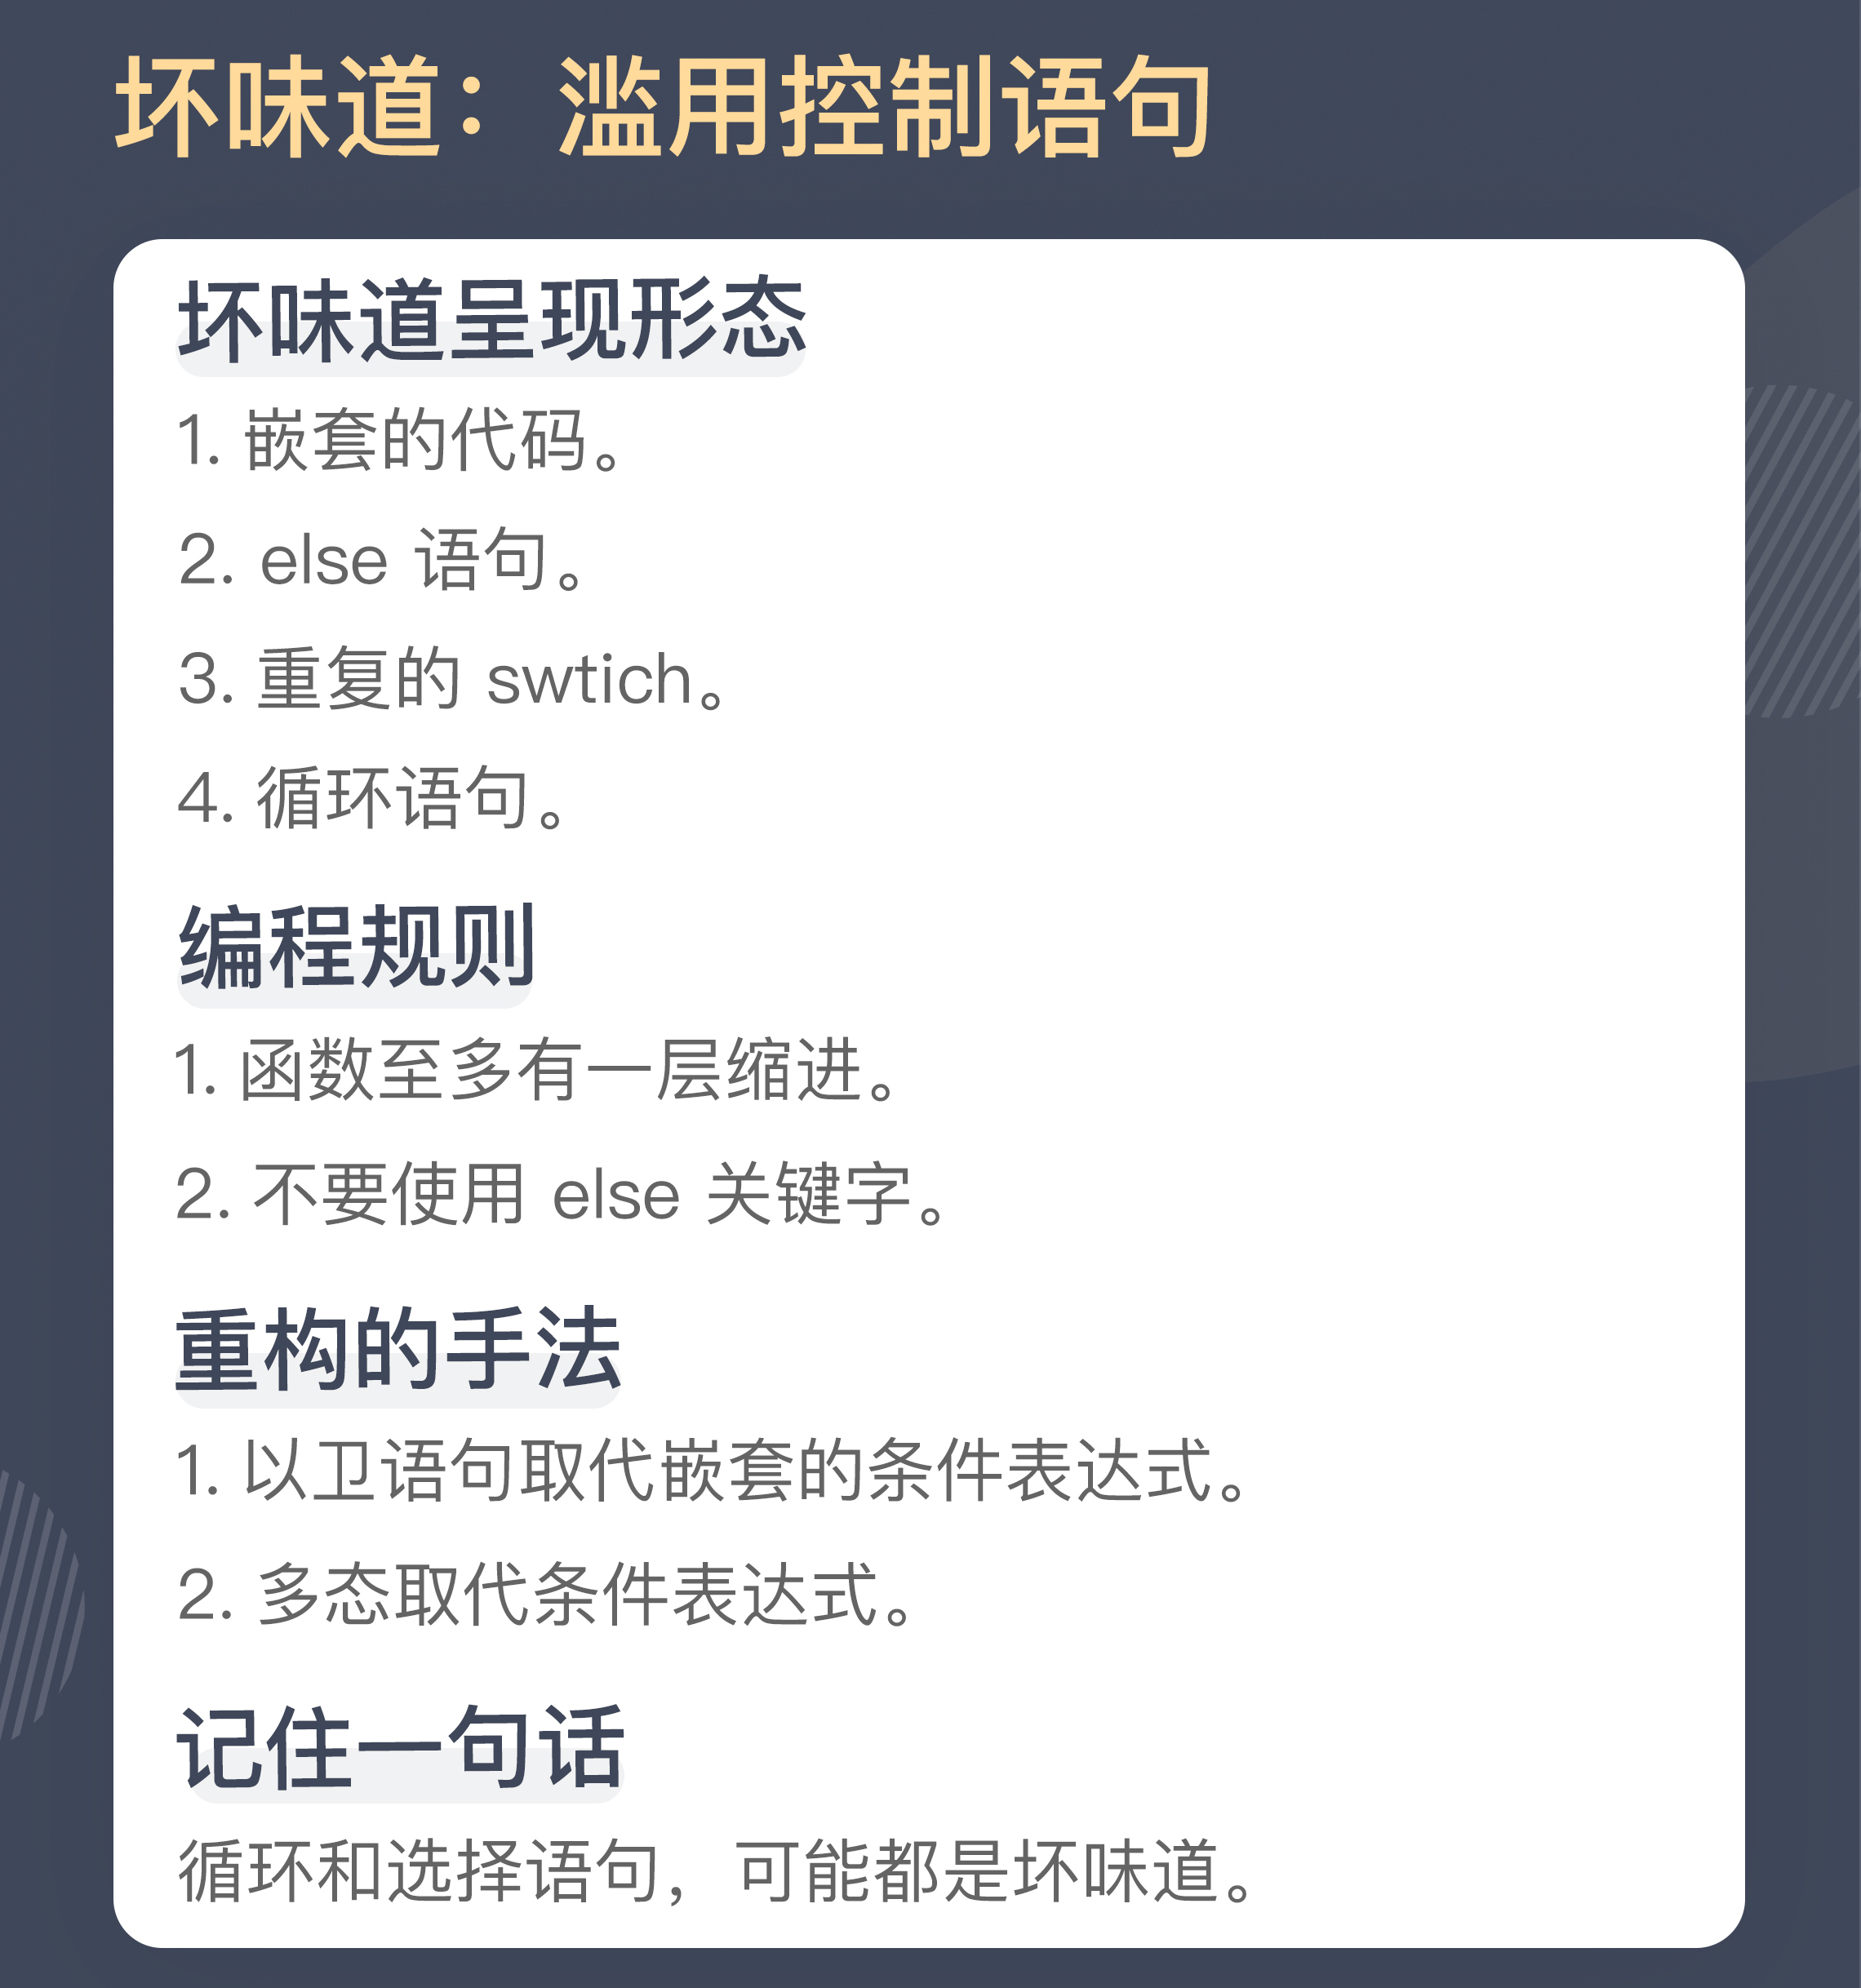 坏味道：滥用控制语句
坏味道呈现形态
1. 嵌套的代码。
2. else 语句。
3. 重复的 swtich。
4. 循环语句。
编程规则
1. 函数至多有一层缩进。
2. 不要使用 else 关键字。
重构的手法
1. 以卫语句取代嵌套的条件表达式。
2. 多态取代条件表达式。
记住一句话
循环和选择语句，可能都是坏味道。